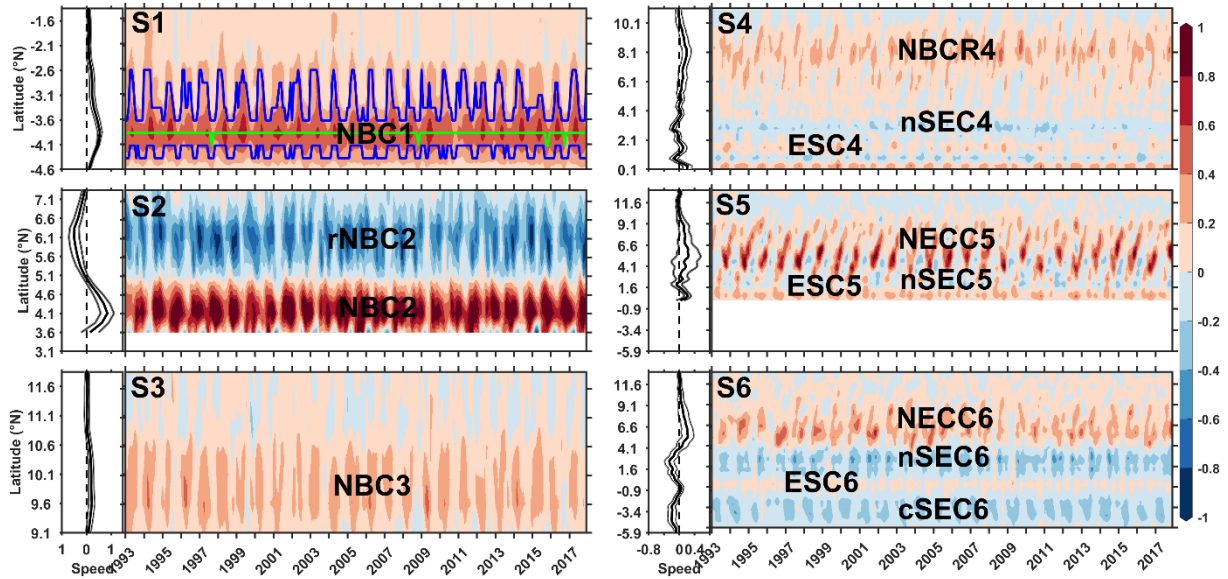 S1
Latitude (°N)
-1.6
-2.1
-2.6
-3.1
-3.6
-4.1
-4.6
NBC1
S2
Latitude (°N)
7.1
6.6
6.1
5.6
5.1
4.6
4.1
3.6
3.1
rNBC2
NBC2
S3
Latitude (°N)
11.6
11.1
10.6
10.1
9.6
9.1
NBC3
1 0 1
Speed
1993 1995 1997 1999 2001 2003 2005 2007 2009 2011 2013 2015 2017
S4
10.1
8.1
6.1
4.1
2.1
0.1
NBCR4
nSEC4
ESC4
S5
11.6
9.1
6.6
4.1
1.6
-0.9
-3.4
-5.9
NECC5
nSEC5
ESC5
S6
11.6
9.1
6.6
4.1
1.6
-0.9
-3.4
-5.9
NECC6
nSEC6
ESC6
cSEC6
-0.8 0 0.4
Speed
1993 1995 1997 1999 2001 2003 2005 2007 2009 2011 2013 2015 2017
1
0.8
0.6
0.4
0.2
0
-0.2
-0.4
-0.6
-0.8
-1